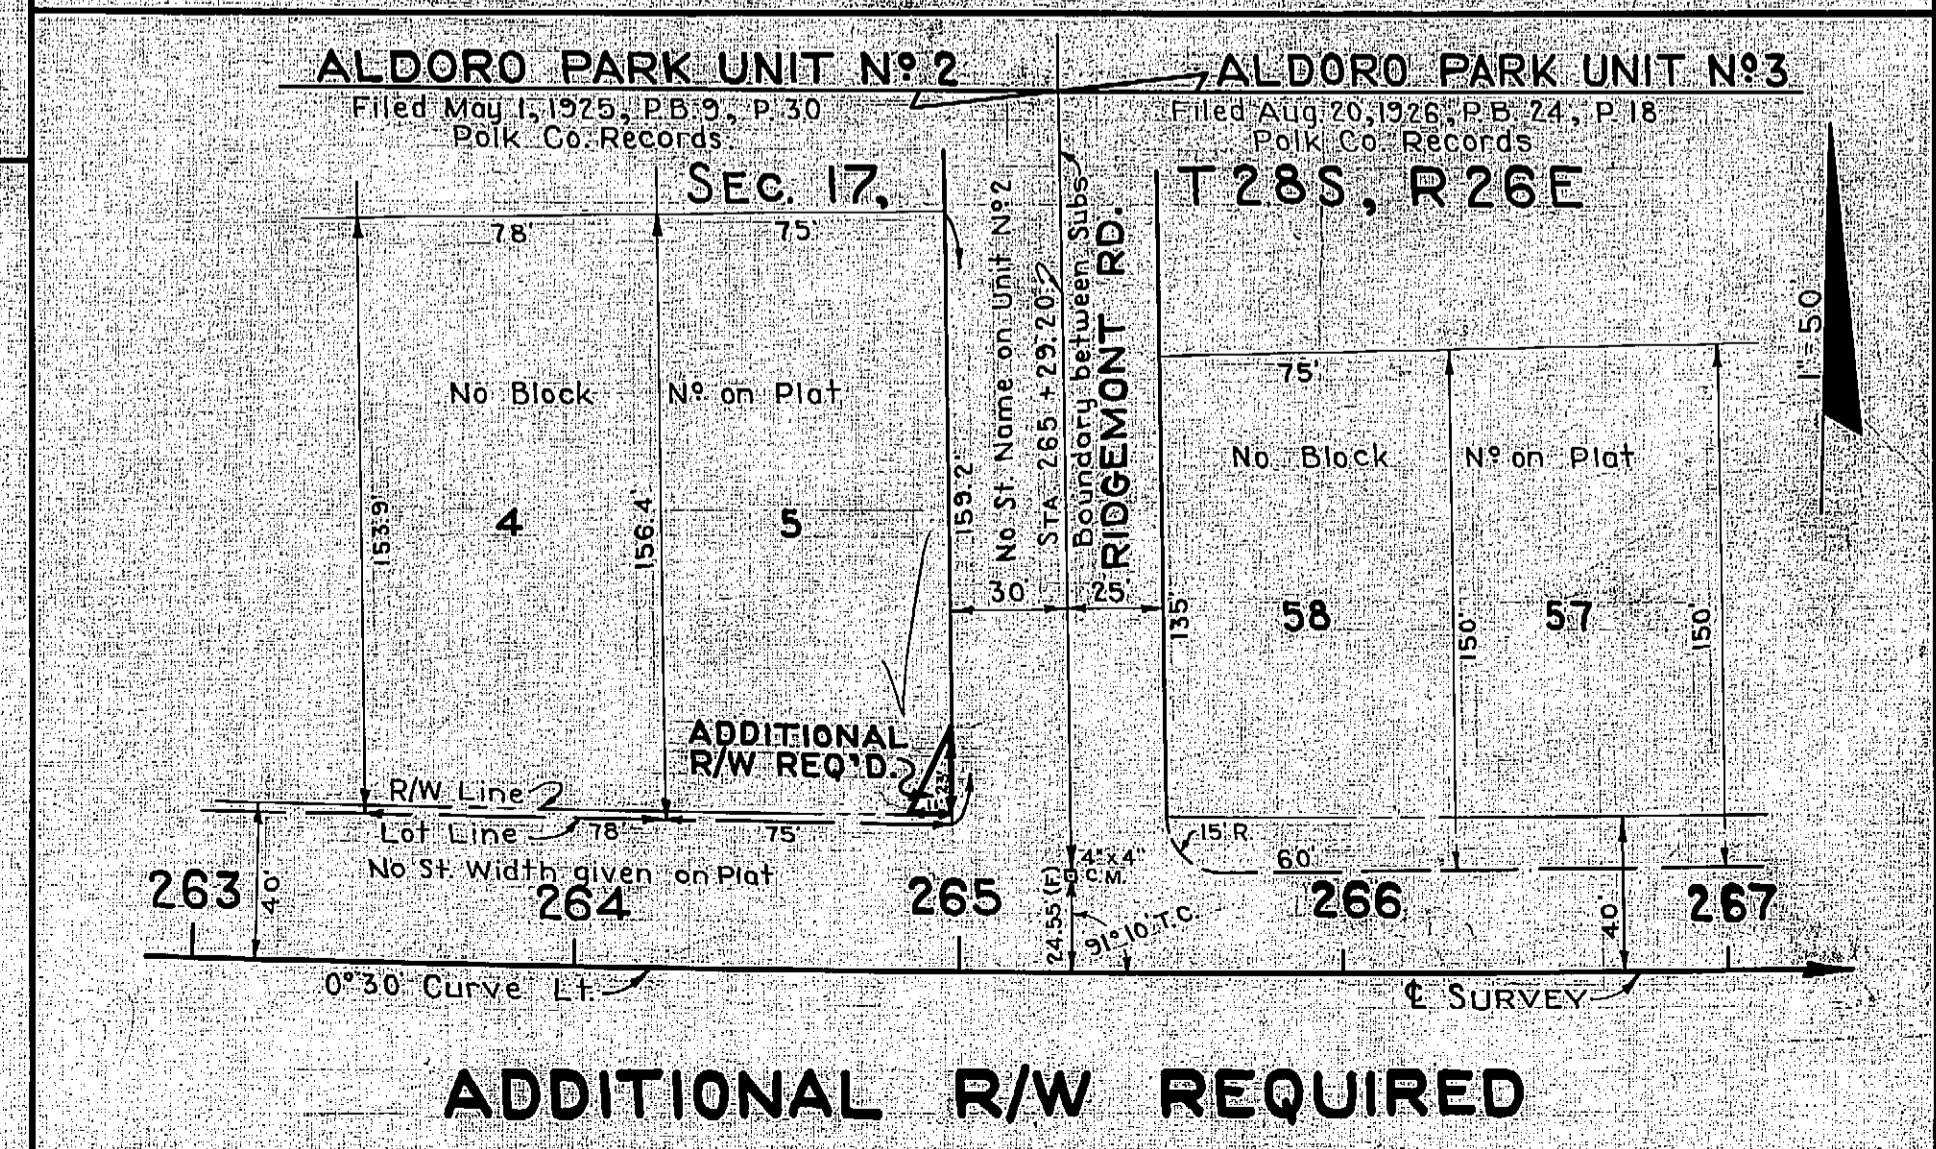 ALDORO PARK UNIT Nº 2
Filed May 1, 1925, P.B. 9, P. 30
Polk Co. Records.
ALDORO PARK UNIT Nº 3
Filed Aug. 20, 1926, P.B. 24, P. 18
Polk Co. Records
SEC. 17, T 28 S, R 26 E
78'
75'
No St. Name on Unit Nº 2
STA. 265 + 29.20
Boundary between Subs
RIDGEMONT RD.
1" = 50'
75'
No Block Nº on Plat
No Block Nº on Plat
153.9'
4
156.4'
5
159.2'
30'
25'
135'
58
150'
57
150'
ADDITIONAL
R/W REQ'D.
23'
11'
R/W Line
Lot Line
78'
75'
15' R.
60'
4" x 4"
C.M.
No St. Width given on Plat
263
40'
264
265
24.55' (F)
91° 10' T.C.
266
40'
267
0° 30' Curve Lt.
℄ SURVEY
ADDITIONAL R/W REQUIRED